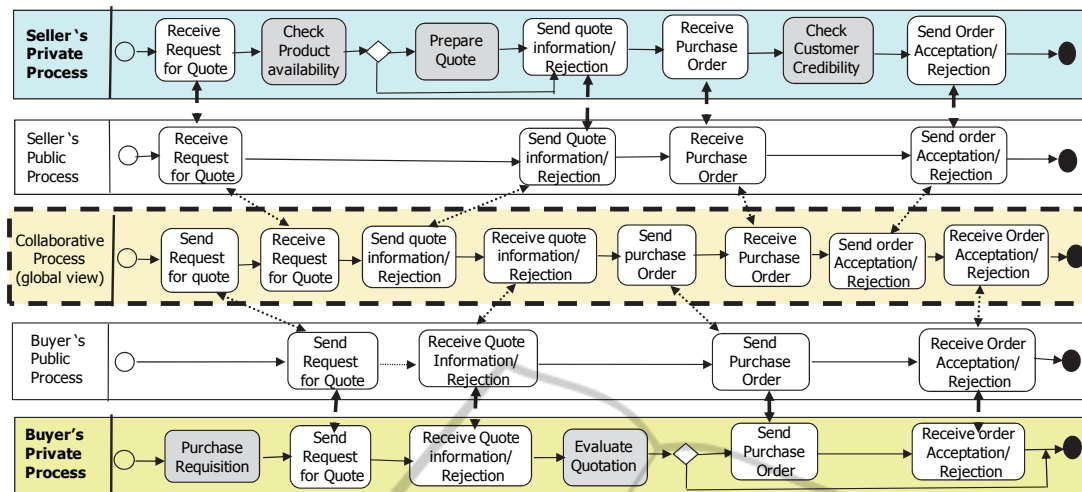 Seller‘s
Private
Process
Receive
Request
for Quote
Check
Product
availability
Prepare
Quote
Send quote
information/
Rejection
Receive
Purchase
Order
Check
Customer
Credibility
Send Order
Acceptation/
Rejection
Seller‘s
Public
Process
Receive
Request
for Quote
Send Quote
information/
Rejection
Receive
Purchase
Order
Send order
Acceptation/
Rejection
Collaborative
Process
(global view)
Send
Request
for quote
Receive
Request
for Quote
Send quote
information/
Rejection
Receive quote
information/
Rejection
Send
purchase
Order
Receive
Purchase
Order
Send order
Acceptation/
Rejection
Receive Order
Acceptation/
Rejection
Buyer‘s
Public
Process
Send
Request
for Quote
Receive Quote
Information/
Rejection
Send
Purchase
Order
Receive Order
Acceptation/
Rejection
Buyer’s
Private
Process
Purchase
Requisition
Send
Request
for Quote
Receive Quote
information/
Rejection
Evaluate
Quotation
Send
Purchase
Order
Receive order
Acceptation/
Rejection